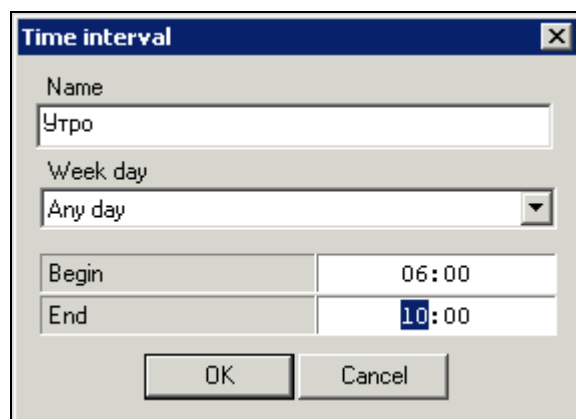 Time interval
Name
Утро
Week day
Any day
Begin 06:00
End 10:00
OK Cancel